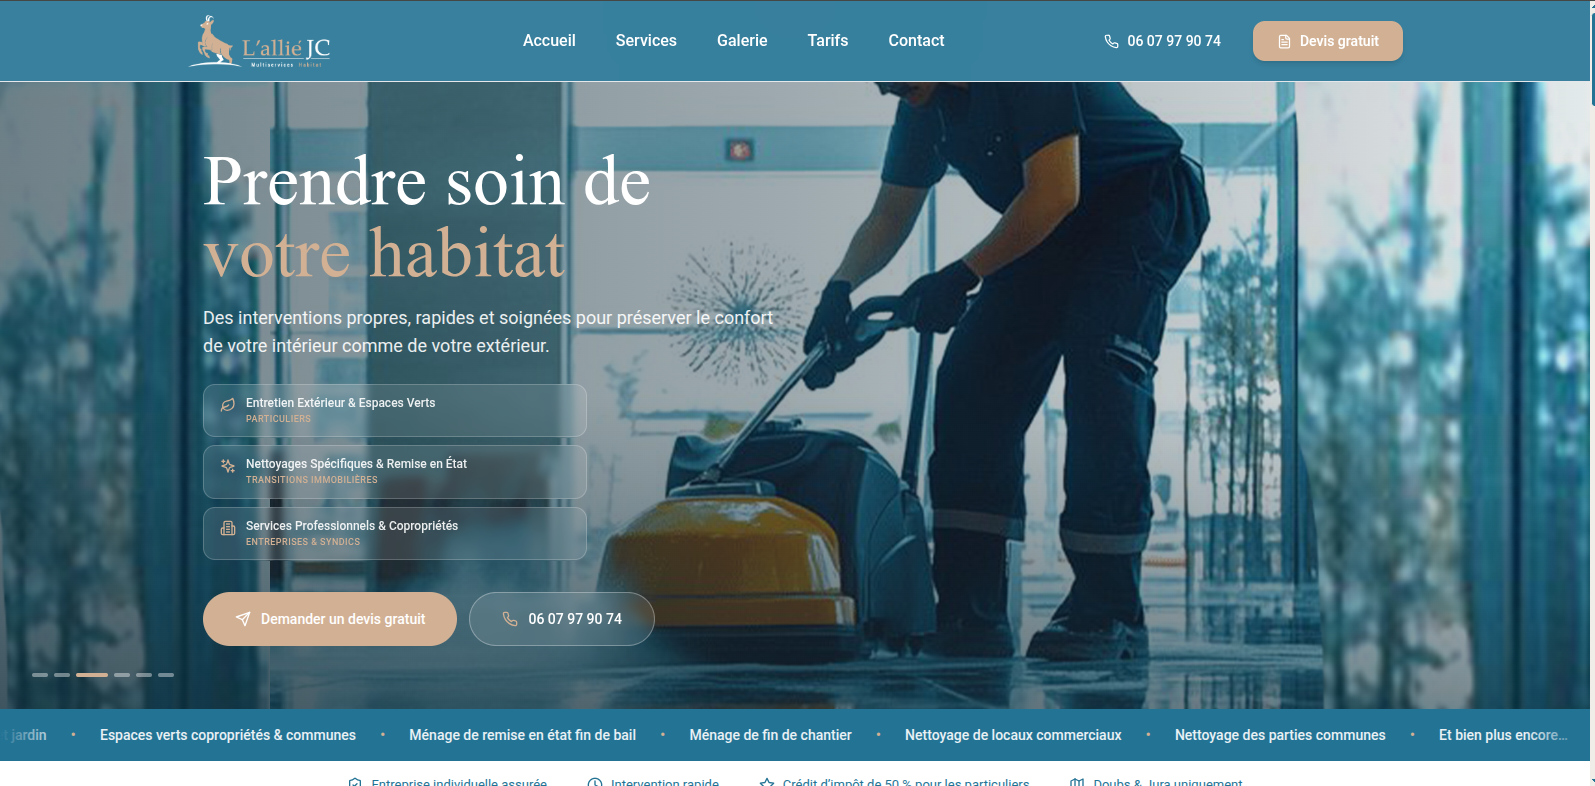 L'allié JC
Multiservices Habitat
Accueil
Services
Galerie
Tarifs
Contact
06 07 97 90 74
Devis gratuit
Prendre soin de
votre habitat
Des interventions propres, rapides et soignées pour préserver le confort
de votre intérieur comme de votre extérieur.
Entretien Extérieur & Espaces Verts
PARTICULIERS
Nettoyages Spécifiques & Remise en État
TRANSITIONS IMMOBILIÈRES
Services Professionnels & Copropriétés
ENTREPRISES & SYNDICS
Demander un devis gratuit
06 07 97 90 74
jardin • Espaces verts copropriétés & communes • Ménage de remise en état fin de bail • Ménage de fin de chantier • Nettoyage de locaux commerciaux • Nettoyage des parties communes • Et bien plus encore...
Entreprise individuelle assurée
Intervention rapide
Crédit d'impôt de 50 % pour les particuliers
Doubs & Jura uniquement